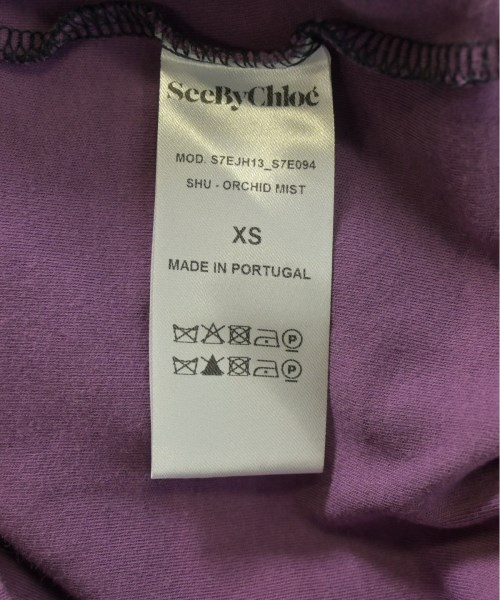 SeeByChloé
MOD. S7EJH13_S7E094
SHU - ORCHID MIST
XS
MADE IN PORTUGAL
P
P